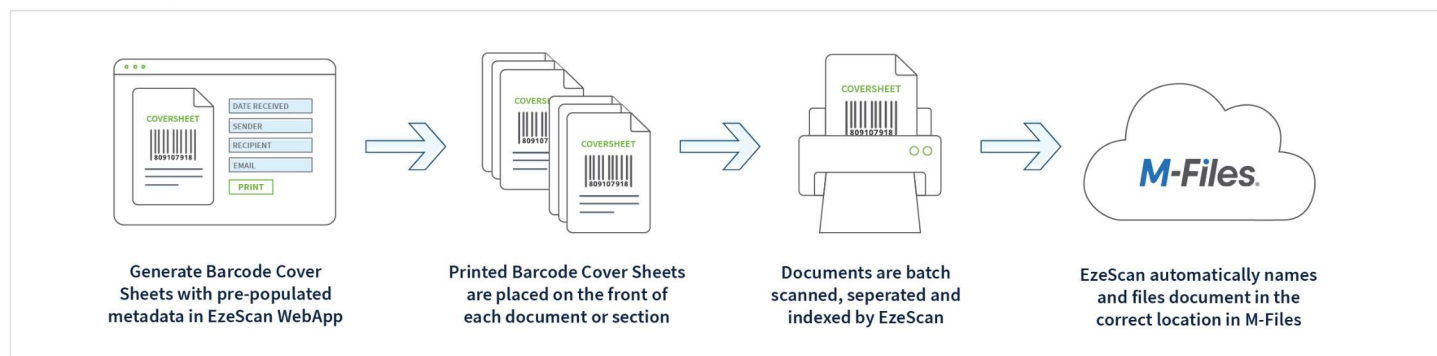 COVERSHEET
809107918
DATE RECEIVED
SENDER
RECIPIENT
EMAIL
PRINT
COVERS
COVERSHEET
809107
809107918
COVERSHEET
809107918
M-Files
Generate Barcode Cover
Sheets with pre-populated
metadata in EzeScan WebApp
Printed Barcode Cover Sheets
are placed on the front of
each document or section
Documents are batch
scanned, seperated and
indexed by EzeScan
EzeScan automatically names
and files document in the
correct location in M-Files